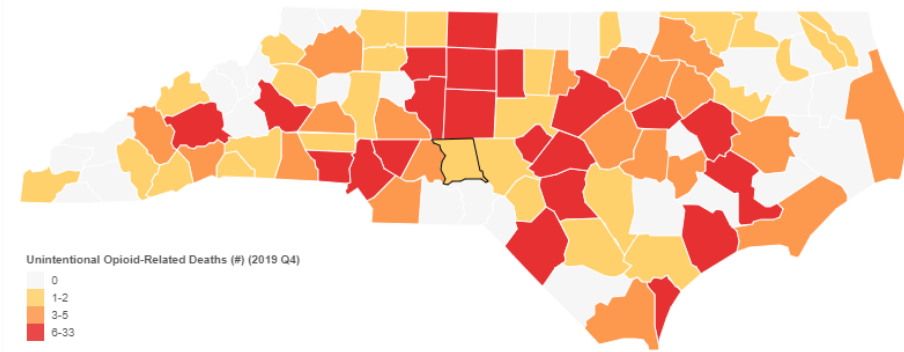 Unintentional Opioid-Related Deaths (#) (2019 Q4)
0
1-2
3-5
6-33